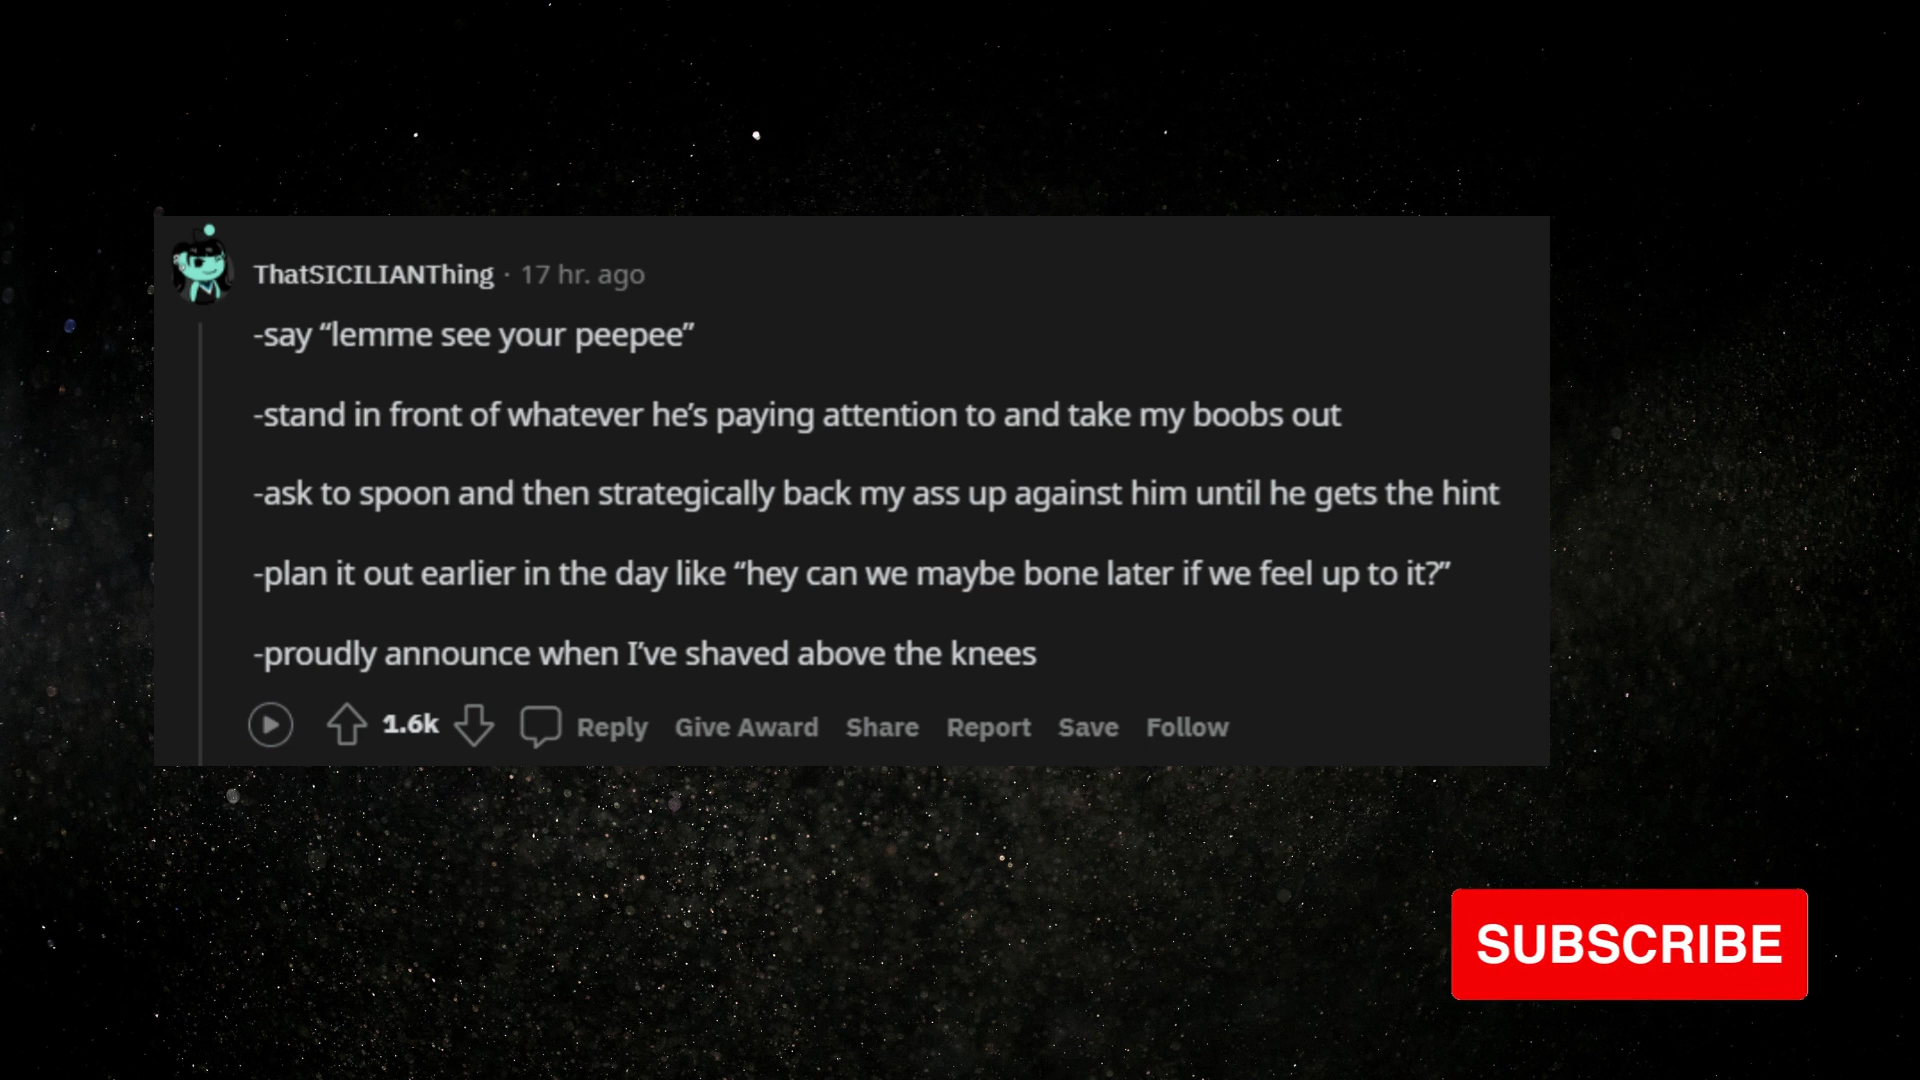 ThatSICILIANThing · 17 hr. ago
-say “lemme see your peepee”
-stand in front of whatever he’s paying attention to and take my boobs out
-ask to spoon and then strategically back my ass up against him until he gets the hint
-plan it out earlier in the day like “hey can we maybe bone later if we feel up to it?”
-proudly announce when I’ve shaved above the knees
1.6k Reply Give Award Share Report Save Follow
SUBSCRIBE